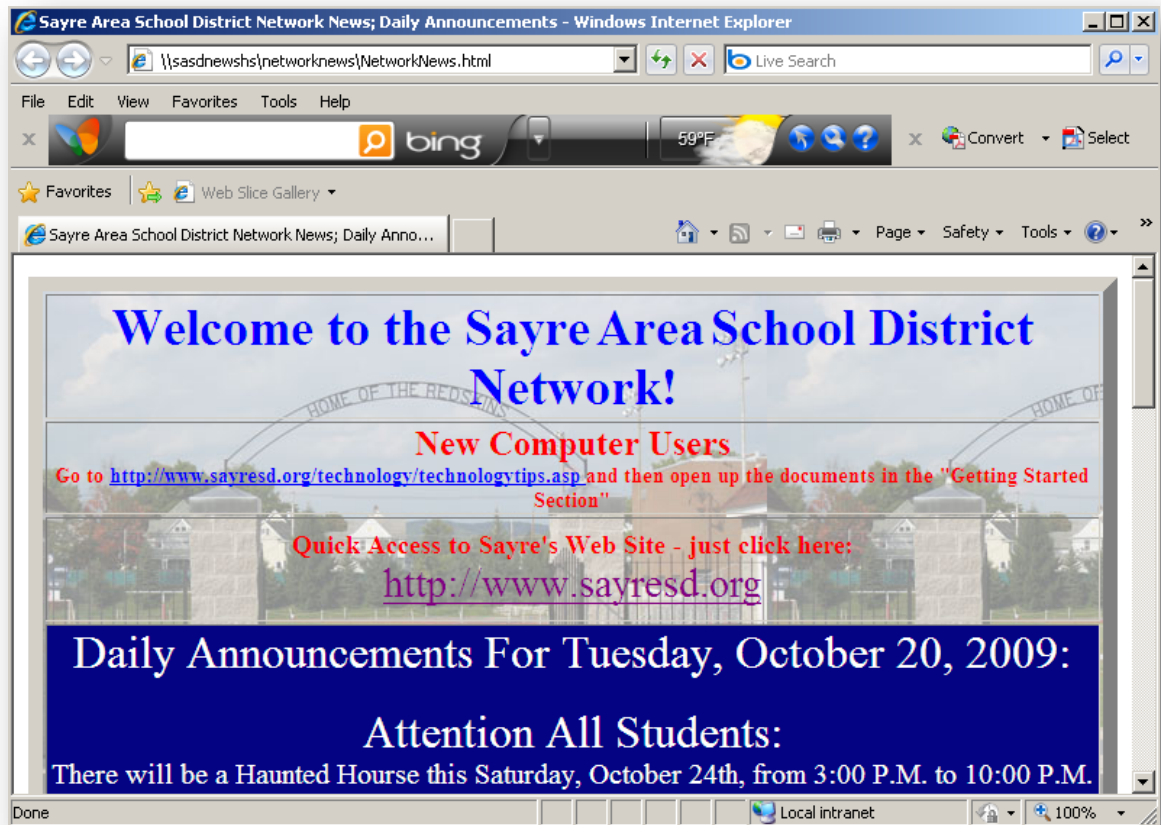 Sayre Area School District Network News; Daily Announcements - Windows Internet Explorer
\\sasdnewshs\networknews\NetworkNews.html
Live Search
File Edit View Favorites Tools Help
bing 59°F Convert Select
Favorites Web Slice Gallery
Sayre Area School District Network News; Daily Anno... Page Safety Tools »
Welcome to the Sayre Area School District
Network!
HOME OF THE REDSKINS
HOME OF
New Computer Users
Go to http://www.sayresd.org/technology/technologytips.asp and then open up the documents in the "Getting Started
Section"
Quick Access to Sayre's Web Site - just click here:
http://www.sayresd.org
Daily Announcements For Tuesday, October 20, 2009:
Attention All Students:
There will be a Haunted Hourse this Saturday, October 24th, from 3:00 P.M. to 10:00 P.M.
Done Local intranet 100%